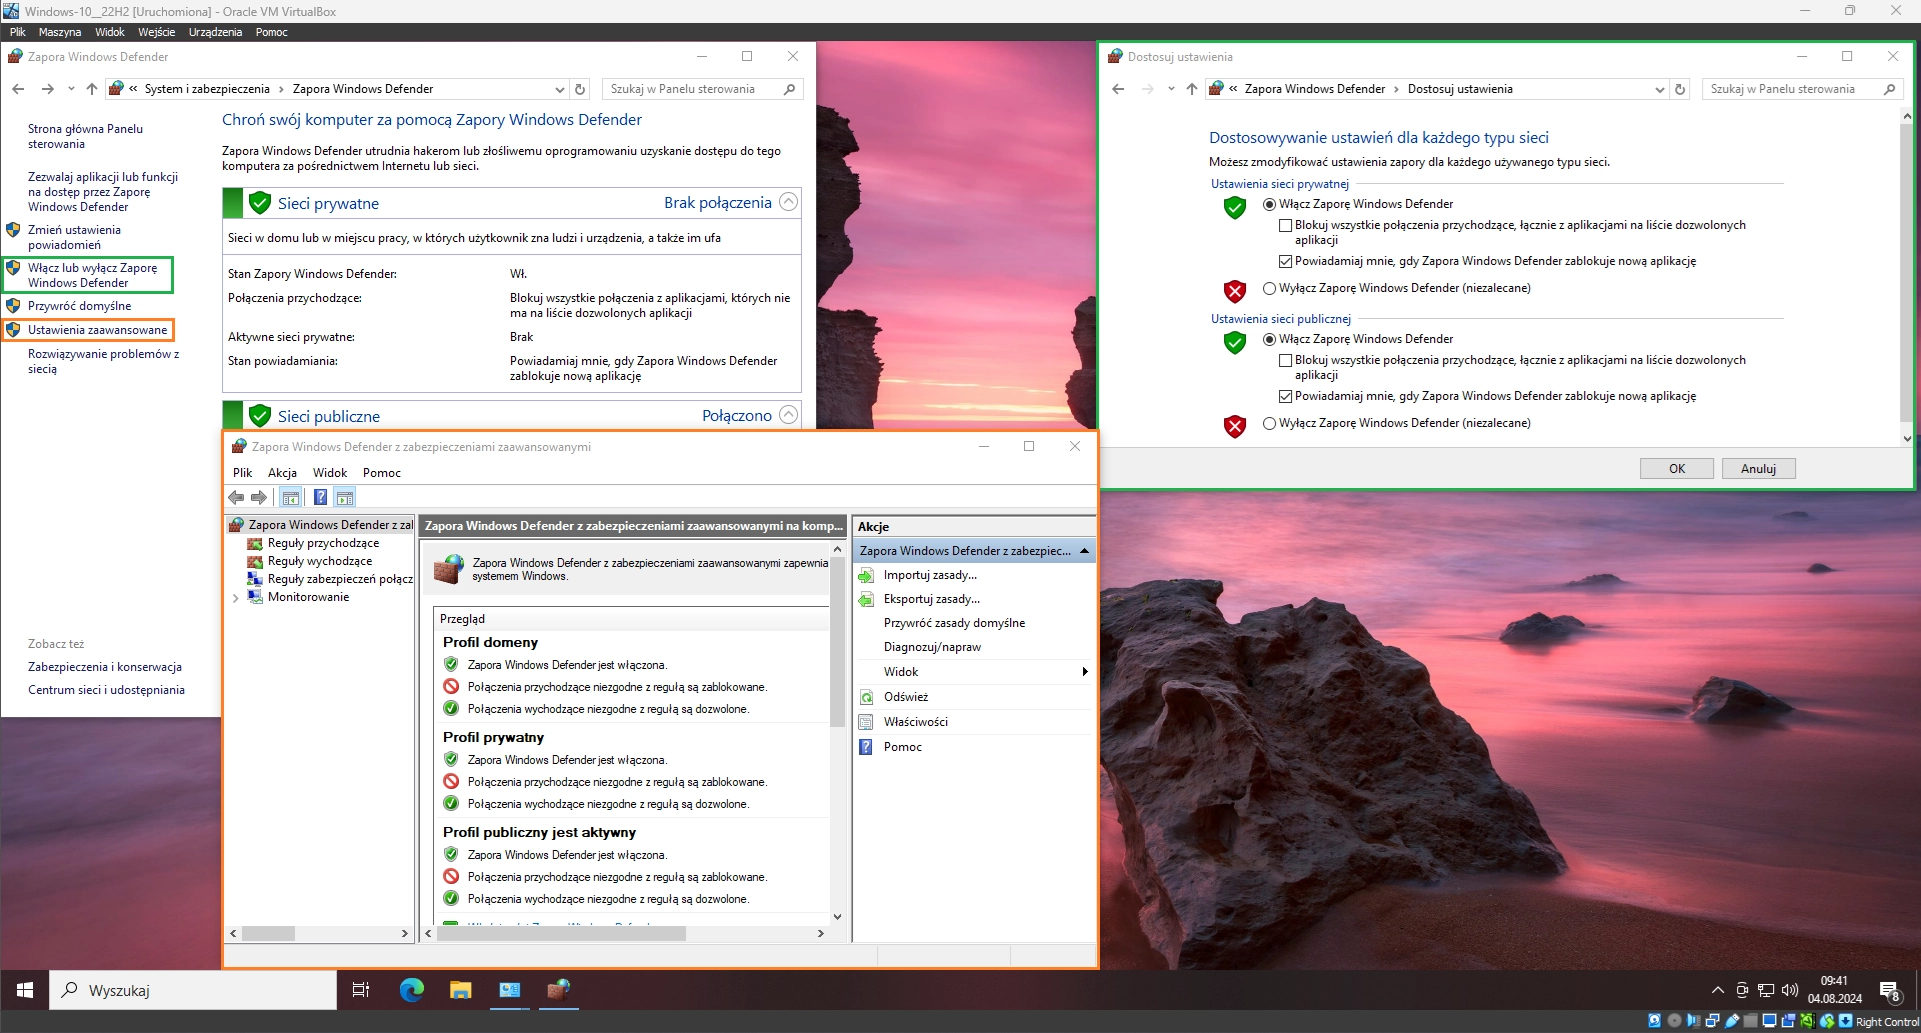 Windows-10__22H2 [Uruchomiona] - Oracle VM VirtualBox
Plik Maszyna Widok Wejście Urządzenia Pomoc
Zapora Windows Defender
« System i zabezpieczenia › Zapora Windows Defender
Szukaj w Panelu sterowania
Strona główna Panelu
sterowania
Zezwalaj aplikacji lub funkcji
na dostęp przez Zaporę
Windows Defender
Zmień ustawienia
powiadomień
Włącz lub wyłącz Zaporę
Windows Defender
Przywróć domyślne
Ustawienia zaawansowane
Rozwiązywanie problemów z
siecią
Zobacz też
Zabezpieczenia i konserwacja
Centrum sieci i udostępniania
Chroń swój komputer za pomocą Zapory Windows Defender
Zapora Windows Defender utrudnia hakerom lub złośliwemu oprogramowaniu uzyskanie dostępu do tego
komputera za pośrednictwem Internetu lub sieci.
Sieci prywatne Brak połączenia
Sieci w domu lub w miejscu pracy, w których użytkownik zna ludzi i urządzenia, a także im ufa
Stan Zapory Windows Defender: Wł.
Połączenia przychodzące: Blokuj wszystkie połączenia z aplikacjami, których nie
ma na liście dozwolonych aplikacji
Aktywne sieci prywatne: Brak
Stan powiadamiania: Powiadamiaj mnie, gdy Zapora Windows Defender
zablokuje nową aplikację
Sieci publiczne Połączono
Dostosuj ustawienia
« Zapora Windows Defender › Dostosuj ustawienia
Szukaj w Panelu sterowania
Dostosowywanie ustawień dla każdego typu sieci
Możesz zmodyfikować ustawienia zapory dla każdego używanego typu sieci.
Ustawienia sieci prywatnej
Włącz Zaporę Windows Defender
Blokuj wszystkie połączenia przychodzące, łącznie z aplikacjami na liście dozwolonych
aplikacji
Powiadamiaj mnie, gdy Zapora Windows Defender zablokuje nową aplikację
Wyłącz Zaporę Windows Defender (niezalecane)
Ustawienia sieci publicznej
Włącz Zaporę Windows Defender
Blokuj wszystkie połączenia przychodzące, łącznie z aplikacjami na liście dozwolonych
aplikacji
Powiadamiaj mnie, gdy Zapora Windows Defender zablokuje nową aplikację
Wyłącz Zaporę Windows Defender (niezalecane)
OK Anuluj
Zapora Windows Defender z zabezpieczeniami zaawansowanymi
Plik Akcja Widok Pomoc
Zapora Windows Defender z zal
Reguły przychodzące
Reguły wychodzące
Reguły zabezpieczeń połącz
Monitorowanie
Zapora Windows Defender z zabezpieczeniami zaawansowanymi na komp...
Zapora Windows Defender z zabezpieczeniami zaawansowanymi zapewnia
systemem Windows.
Przegląd
Profil domeny
Zapora Windows Defender jest włączona.
Połączenia przychodzące niezgodne z regułą są zablokowane.
Połączenia wychodzące niezgodne z regułą są dozwolone.
Profil prywatny
Zapora Windows Defender jest włączona.
Połączenia przychodzące niezgodne z regułą są zablokowane.
Połączenia wychodzące niezgodne z regułą są dozwolone.
Profil publiczny jest aktywny
Zapora Windows Defender jest włączona.
Połączenia przychodzące niezgodne z regułą są zablokowane.
Połączenia wychodzące niezgodne z regułą są dozwolone.
Akcje
Zapora Windows Defender z zabezpiec...
Importuj zasady...
Eksportuj zasady...
Przywróć zasady domyślne
Diagnozuj/napraw
Widok
Odśwież
Właściwości
Pomoc
Wyszukaj
09:41
04.08.2024
8
Right Control